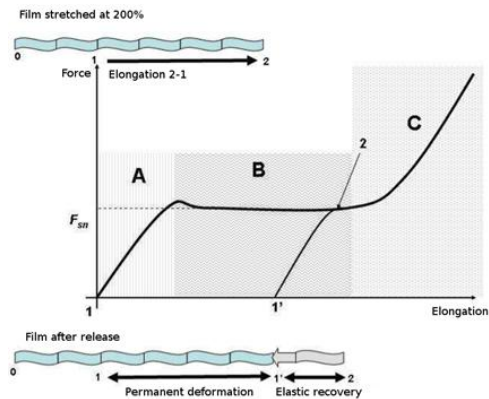 Film stretched at 200%
0 1 2
Force
Elongation 2-1
A
B
C
2
Fsn
1
1'
Elongation
Film after release
0 1 1' 2
Permanent deformation
Elastic recovery